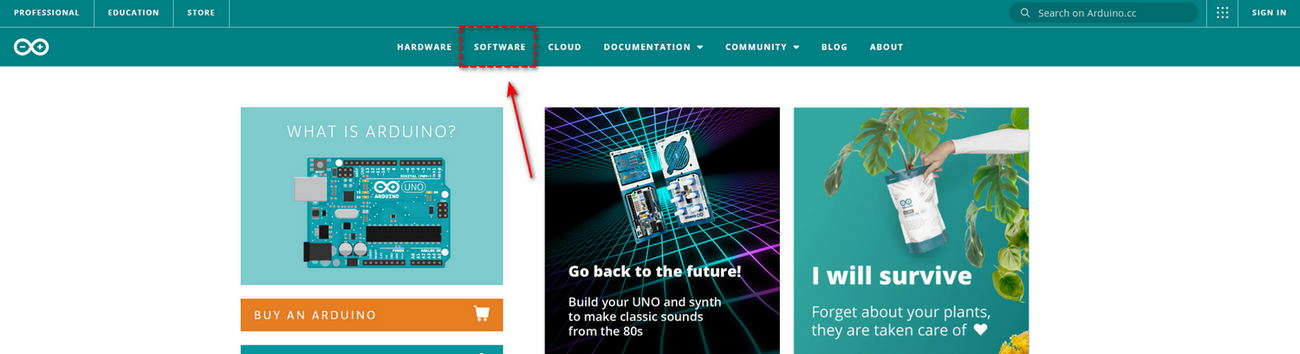 PROFESSIONAL
EDUCATION
STORE
Search on Arduino.cc
SIGN IN
HARDWARE
SOFTWARE
CLOUD
DOCUMENTATION
COMMUNITY
BLOG
ABOUT
WHAT IS ARDUINO?
UNO
ARDUINO
BUY AN ARDUINO
Go back to the future!
Build your UNO and synth
to make classic sounds
from the 80s
I will survive
Forget about your plants,
they are taken care of